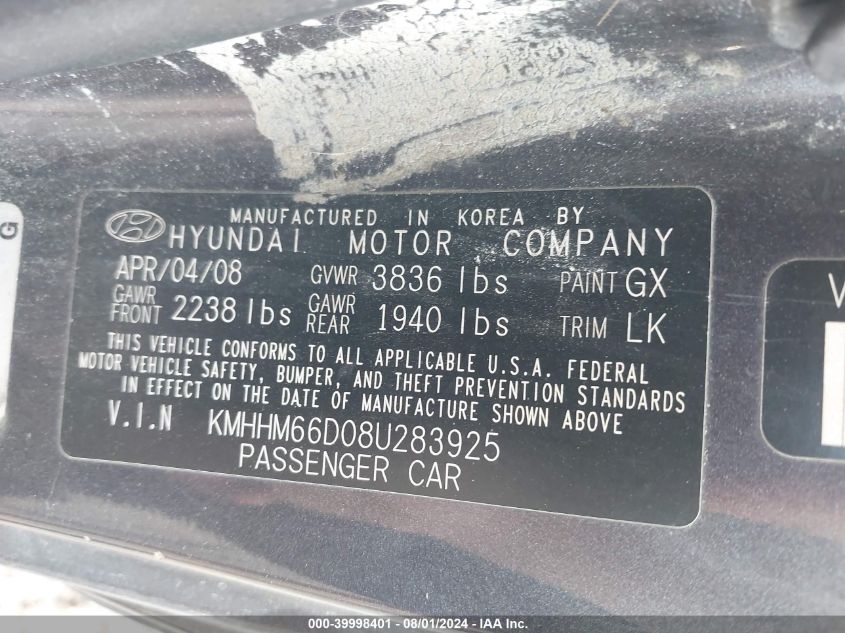 MANUFACTURED IN KOREA BY
HYUNDAI MOTOR COMPANY
APR/04/08 GVWR 3836 lbs PAINT GX
GAWR FRONT 2238 lbs GAWR REAR 1940 lbs TRIM LK
THIS VEHICLE CONFORMS TO ALL APPLICABLE U.S.A. FEDERAL
MOTOR VEHICLE SAFETY, BUMPER, AND THEFT PREVENTION STANDARDS
IN EFFECT ON THE DATE OF MANUFACTURE SHOWN ABOVE
V.I.N KMHHM66D08U283925
PASSENGER CAR
G
V
000-39998401 - 08/01/2024 - IAA Inc.